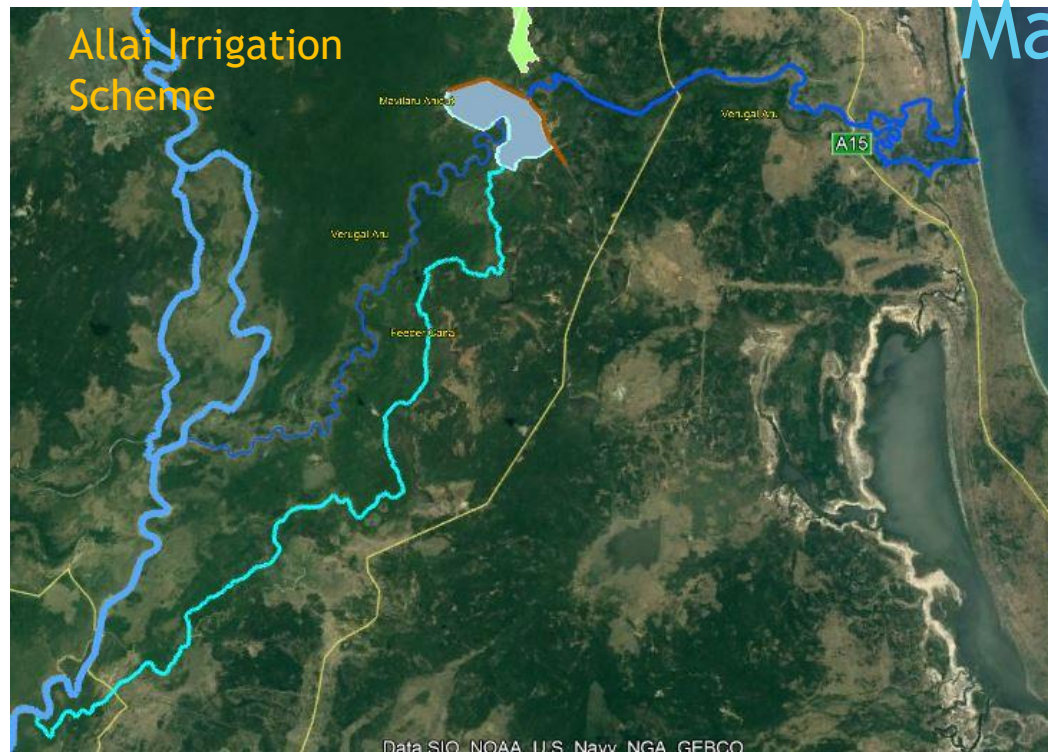 Allai Irrigation
Scheme
Ma
Mavilaru Anicut
Verugal Aru
A15
Verugal Aru
Feeder Canal
Data SIO, NOAA, U.S. Navy, NGA, GEBCO